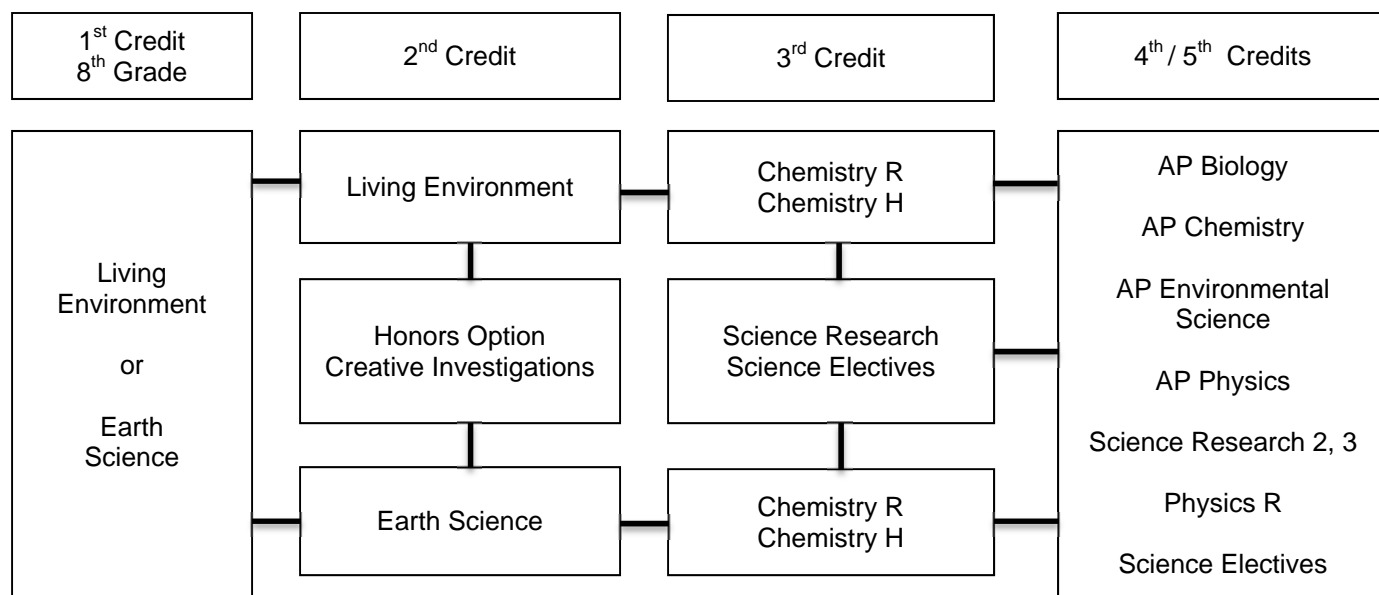 1st Credit
8th Grade
2nd Credit
3rd Credit
4th / 5th Credits
Living
Environment
or
Earth
Science
Living Environment
Honors Option
Creative Investigations
Earth Science
Chemistry R
Chemistry H
Science Research
Science Electives
Chemistry R
Chemistry H
AP Biology
AP Chemistry
AP Environmental
Science
AP Physics
Science Research 2, 3
Physics R
Science Electives